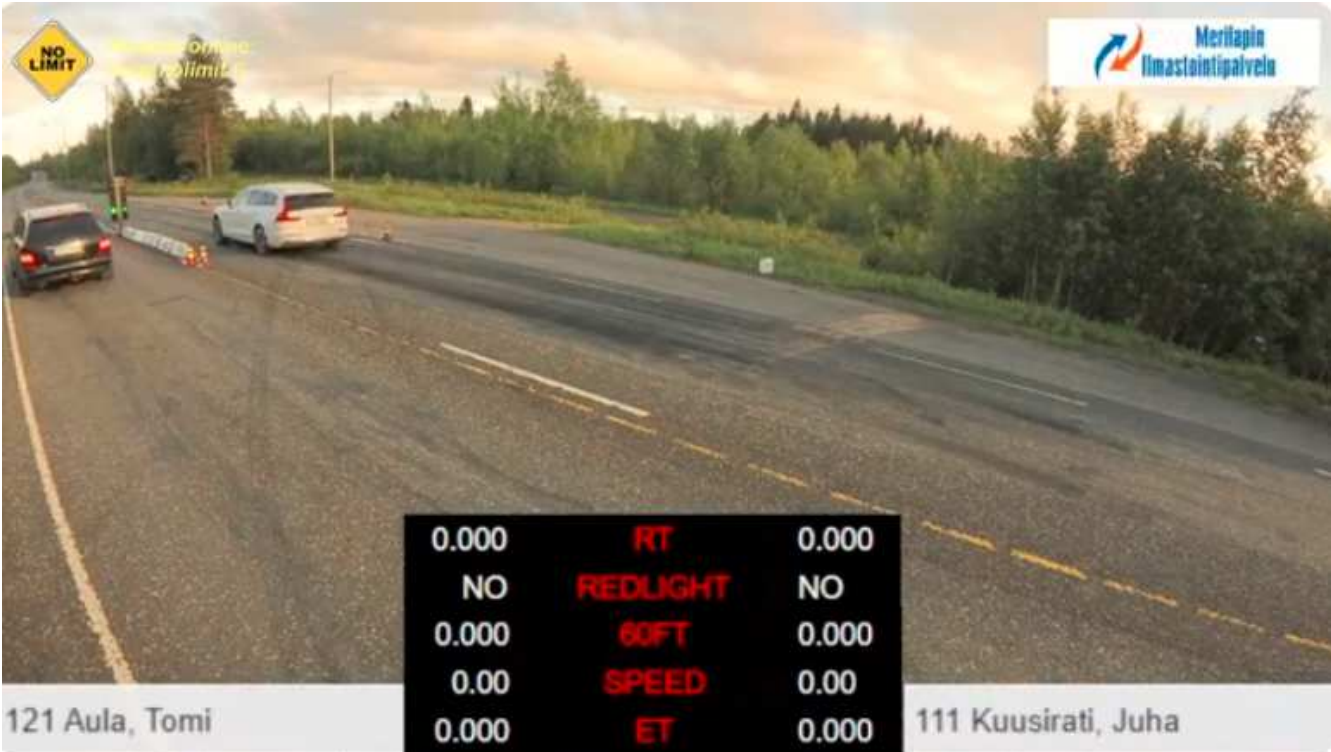 NO
LIMIT
Merilapin
Ilmastointipalvelu
0.000 RT 0.000
NO REDLIGHT NO
0.000 60FT 0.000
0.00 SPEED 0.00
0.000 ET 0.000
121 Aula, Tomi
111 Kuusirati, Juha